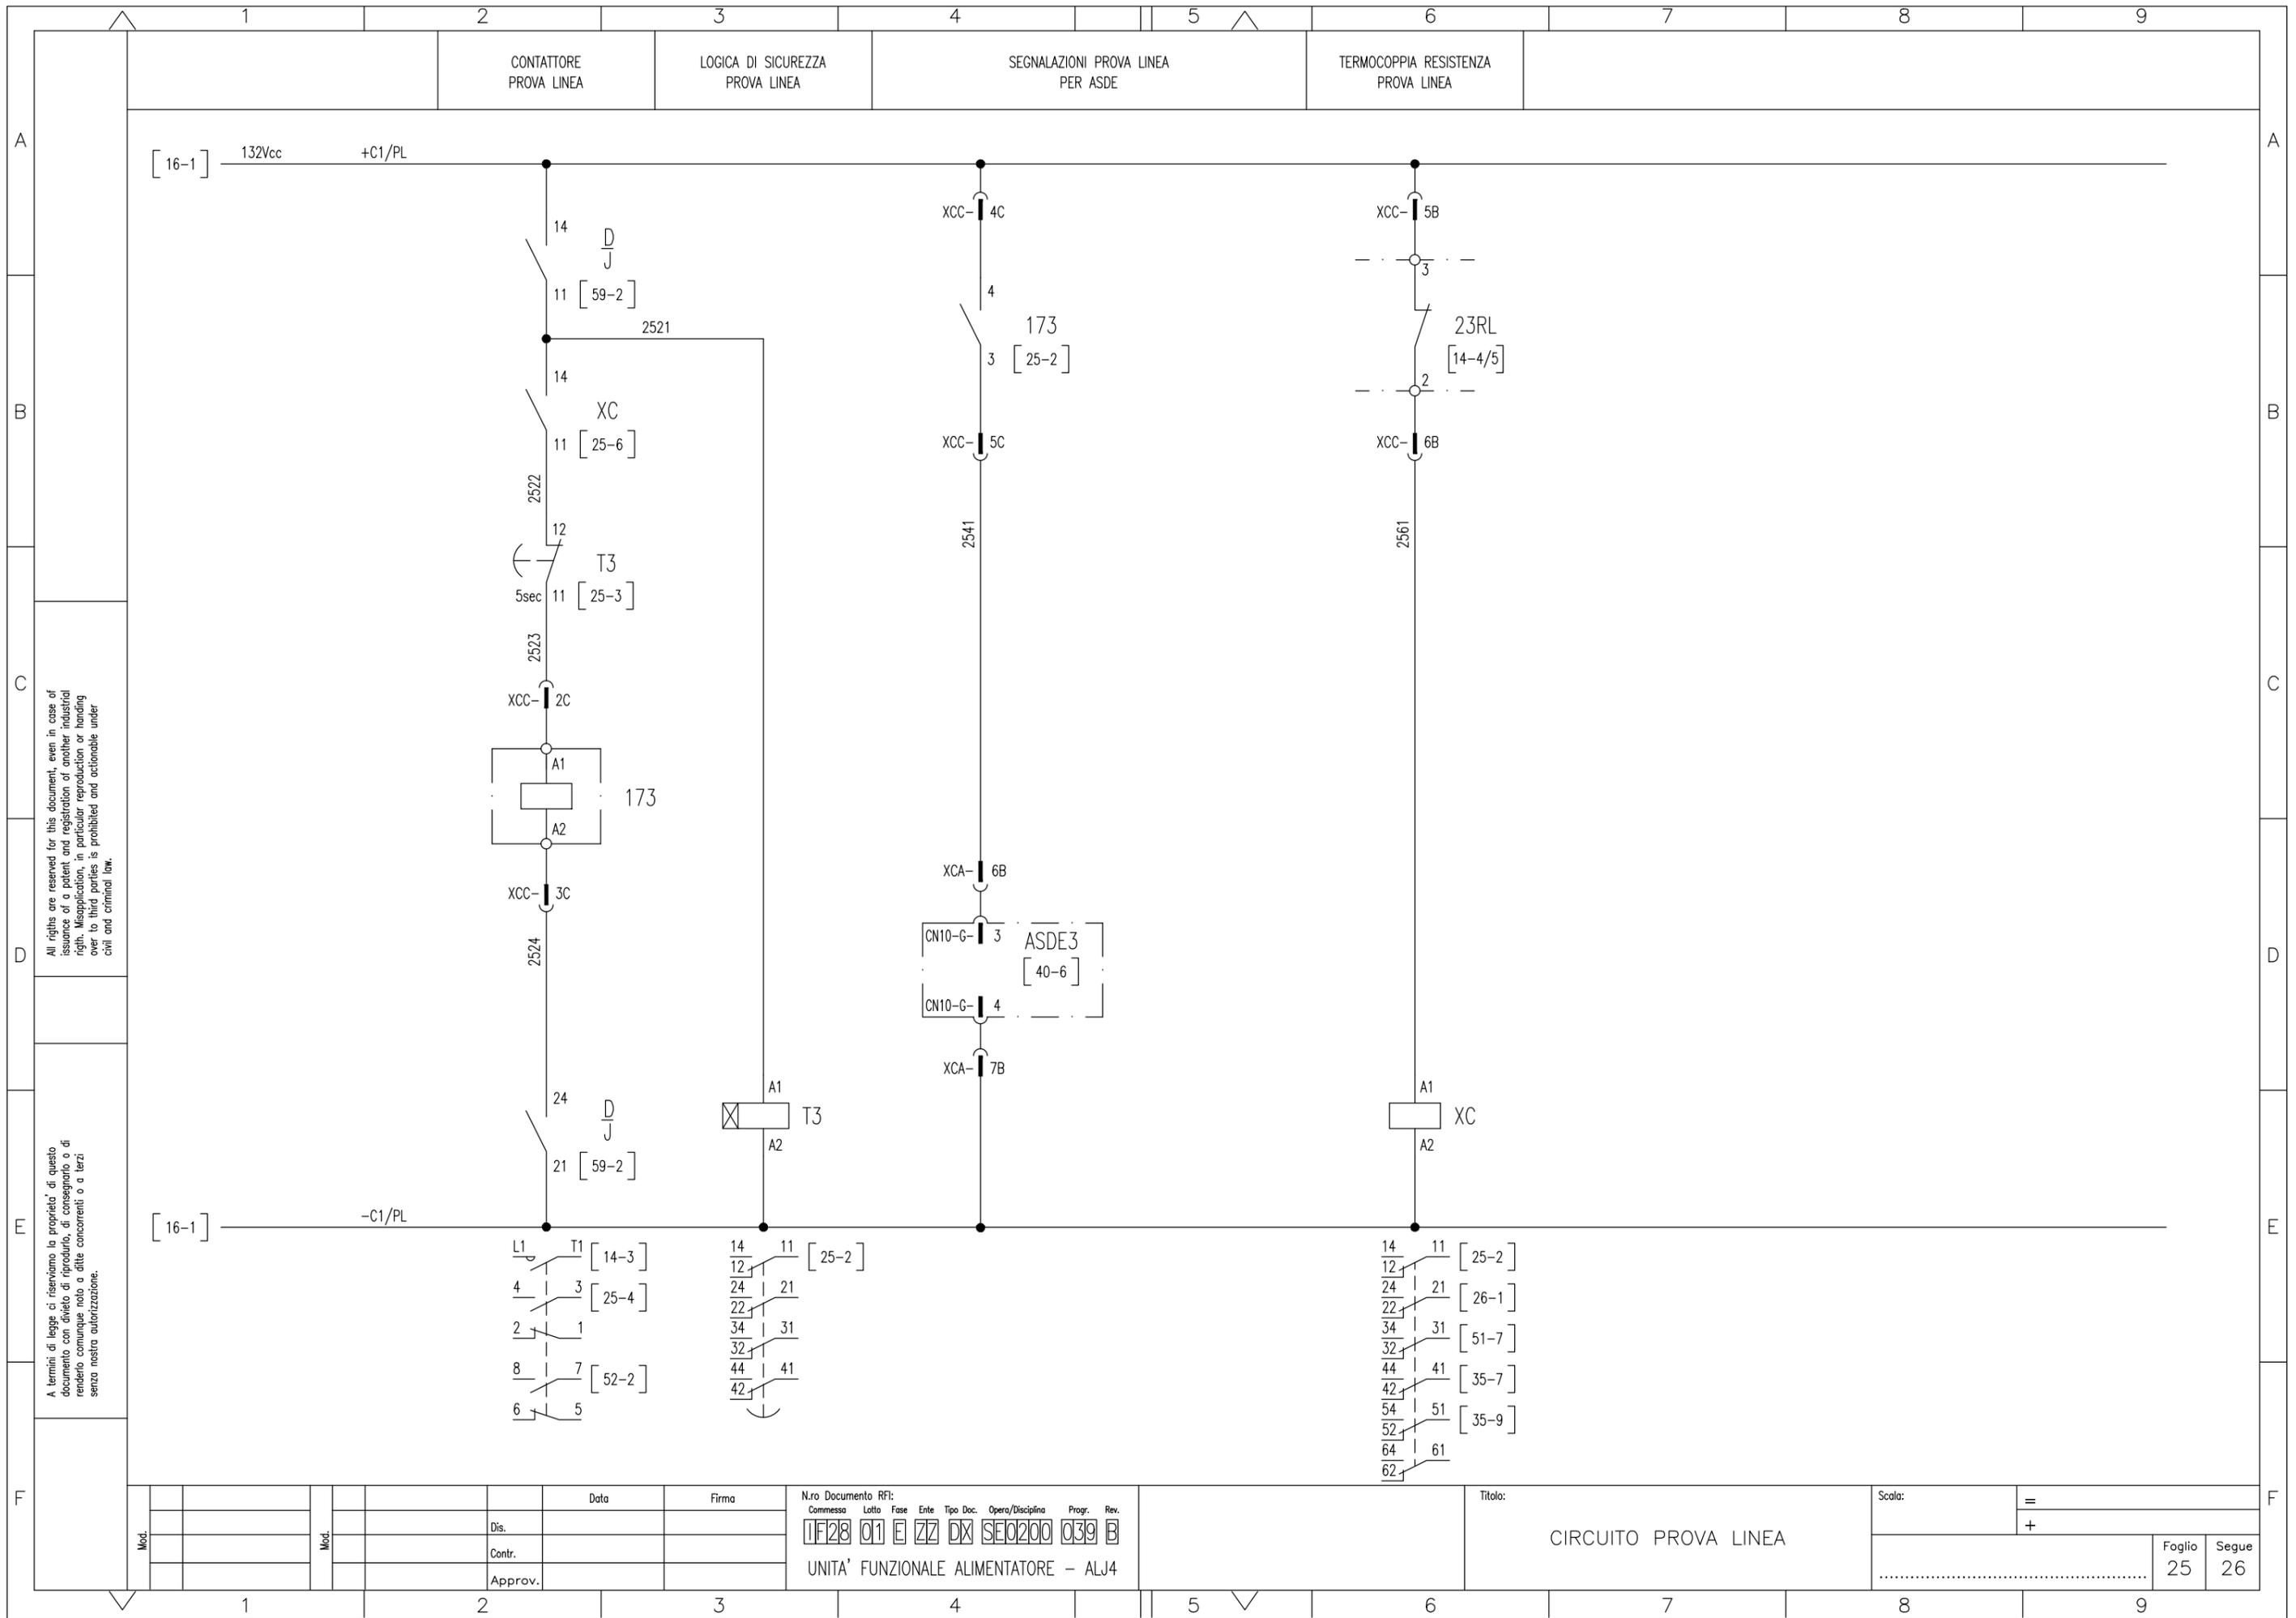 1 2 3 4 5 6 7 8 9
CONTATTORE
PROVA LINEA
LOGICA DI SICUREZZA
PROVA LINEA
SEGNALAZIONI PROVA LINEA
PER ASDE
TERMOCOPPIA RESISTENZA
PROVA LINEA
A A
[16-1] 132Vcc +C1/PL
14
D
J
11 [59-2]
2521
14
XC
11 [25-6]
2522
12
T3
5sec 11 [25-3]
2523
XCC- 2C
A1
173
A2
XCC- 3C
2524
24
D
J
21 [59-2]
A1
T3
A2
XCC- 4C
4
173
3 [25-2]
XCC- 5C
2541
XCA- 6B
CN10-G- 3 ASDE3
[40-6]
CN10-G- 4
XCA- 7B
XCC- 5B
3
23RL
[14-4/5]
2
XCC- 6B
2561
A1
XC
A2
B B
C C
D D
E E
F F
[16-1] -C1/PL
L1 T1 [14-3]
4 3 [25-4]
2 1
8 7 [52-2]
6 5
14 11 [25-2]
12
24 21
22
34 31
32
44 41
42
14 11 [25-2]
12
24 21 [26-1]
22
34 31 [51-7]
32
44 41 [35-7]
42
54 51 [35-9]
52
64 61
62
All rigths are reserved for this document, even in case of
issuance of a patent and registration of another industrial
rigth. Misapplication, in particular reproduction or handing
over to third parties is prohibited and actionable under
civil and criminal law.
A termini di legge ci riserviamo la proprieta' di questo
documento con divieto di riprodurlo, di consegnarlo o di
renderlo comunque noto a ditte concorrenti o a terzi
senza nostra autorizzazione.
Mod. Mod.
Data Firma
Dis.
Contr.
Approv.
N.ro Documento RFI:
Commessa Lotto Fase Ente Tipo Doc. Opera/Disciplina Progr. Rev.
IF28 01 E ZZ DX SE0200 039 B
UNITA' FUNZIONALE ALIMENTATORE - ALJ4
Titolo:
CIRCUITO PROVA LINEA
Scala:
=
+
Foglio Segue
25 26
1 2 3 4 5 6 7 8 9